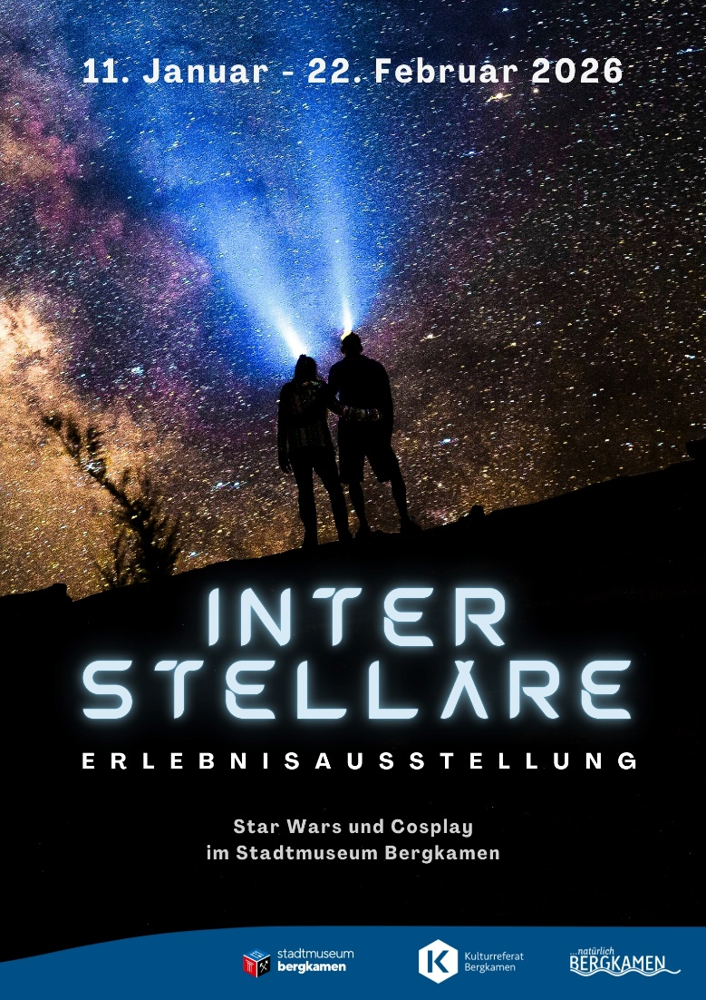 11. Januar - 22. Februar 2026
INTER
STELLARE
ERLEBNISAUSSTELLUNG
Star Wars und Cosplay
im Stadtmuseum Bergkamen
stadtmuseum
bergkamen
K
Kulturreferat
Bergkamen
...natürlich
BERGKAMEN